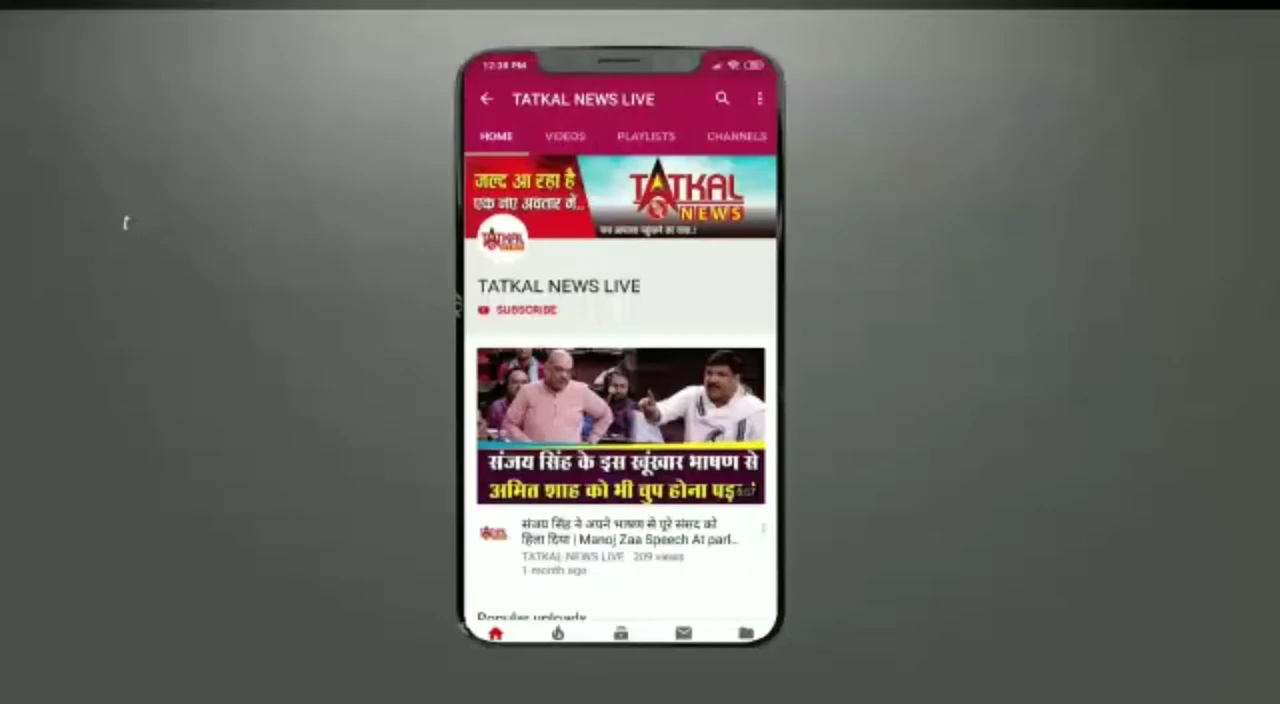 t
12:38 PM
TATKAL NEWS LIVE
HOME VIDEOS PLAYLISTS CHANNELS
जल्द आ रहा है
एक नए अवतार में..
TATKAL
NEWS
TATKAL
TATKAL NEWS LIVE
SUBSCRIBE
संजय सिंह के इस खूंखार भाषण से
अमित शाह को भी चुप होना पड़
संजय सिंह ने अपने भाषण से पूरे संसद को
हिला दिया | Manoj Zaa Speech At parl..
TATKAL NEWS LIVE 209 views
1 month ago
Popular uploads